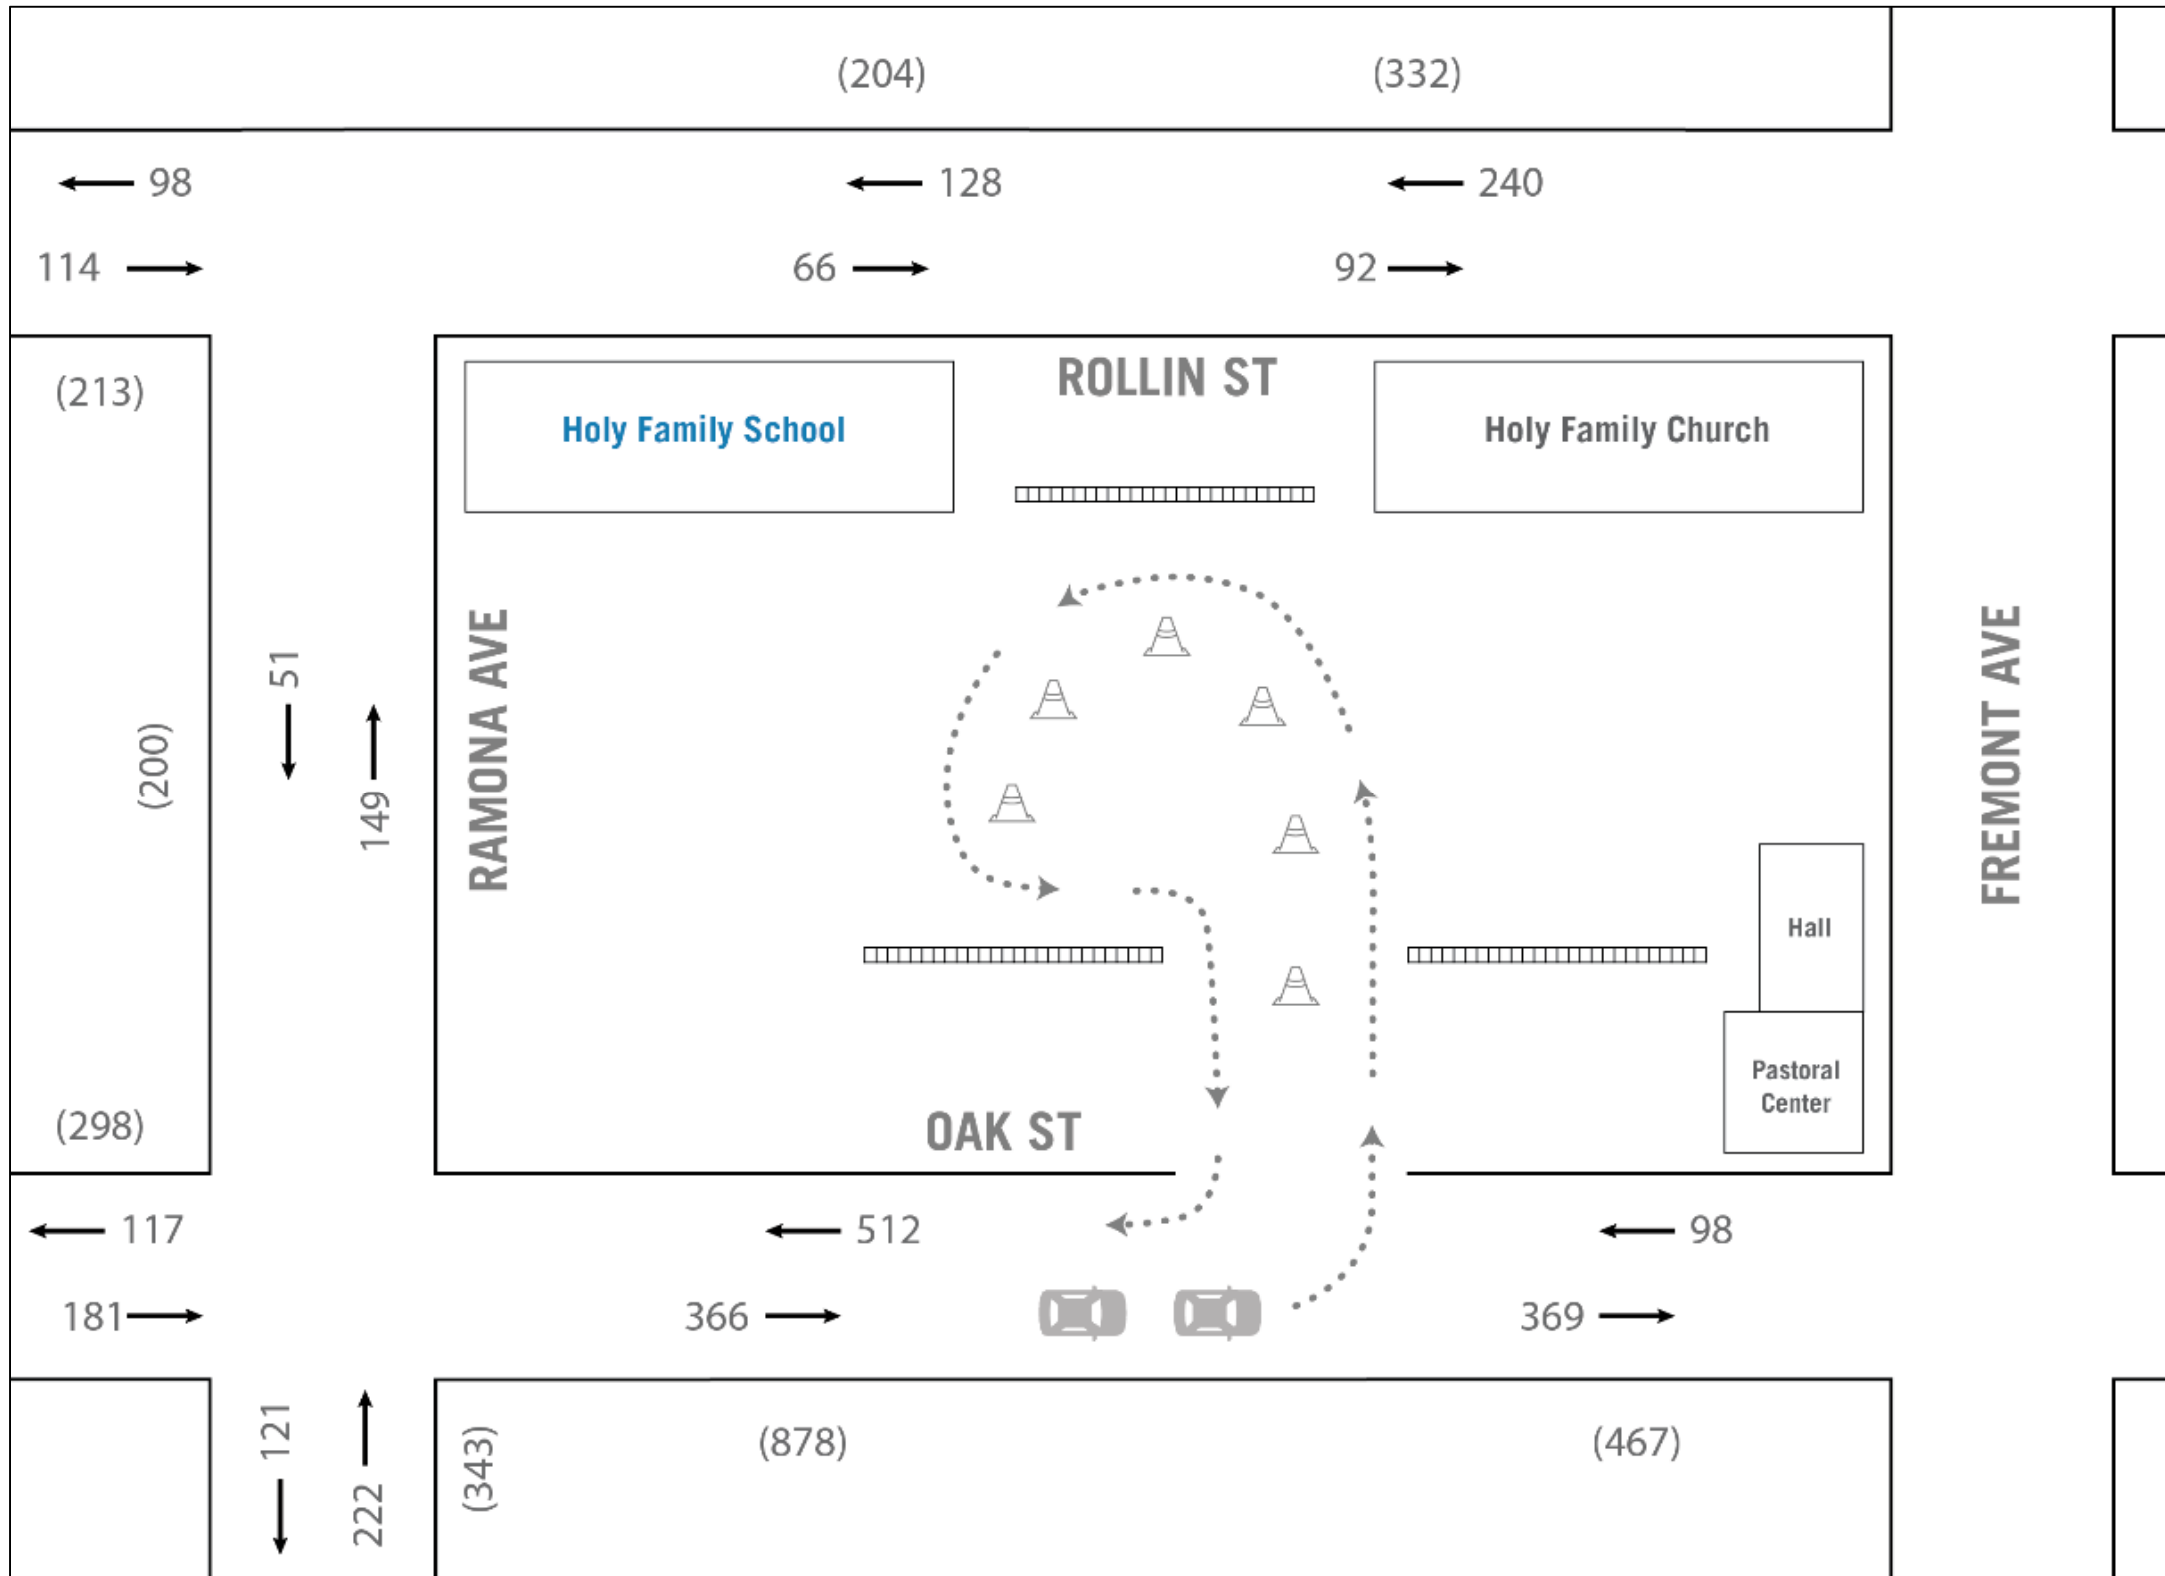 (204)
(332)
98
128
240
114
66
92
(213)
ROLLIN ST
Holy Family School
Holy Family Church
51
149
(200)
RAMONA AVE
FREMONT AVE
Hall
Pastoral
Center
(298)
OAK ST
117
512
98
181
366
369
121
222
(343)
(878)
(467)